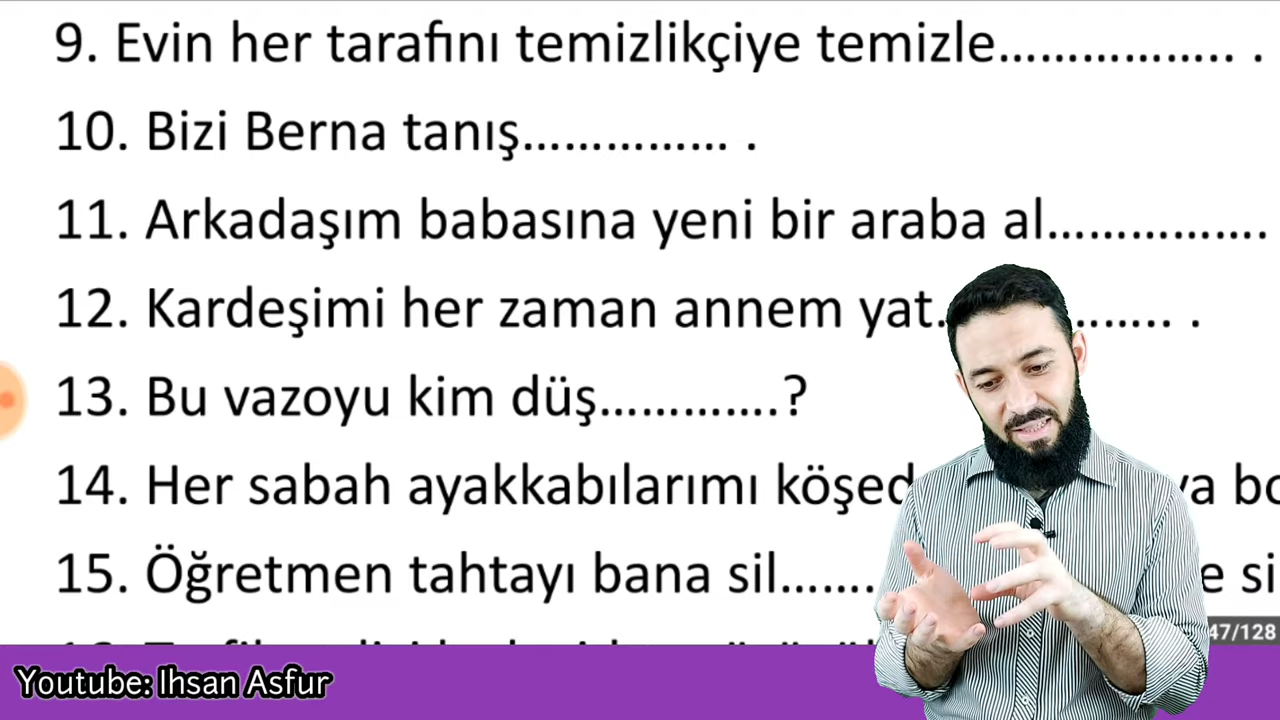 9. Evin her tarafını temizlikçiye temizle…………….. .
10. Bizi Berna tanış…………… .
11. Arkadaşım babasına yeni bir araba al…………….
12. Kardeşimi her zaman annem yat. ……. .
13. Bu vazoyu kim düş………….?
14. Her sabah ayakkabılarımı
15. Öğretmen tahtayı bana sil…….
47/128
Youtube: Ihsan Asfur